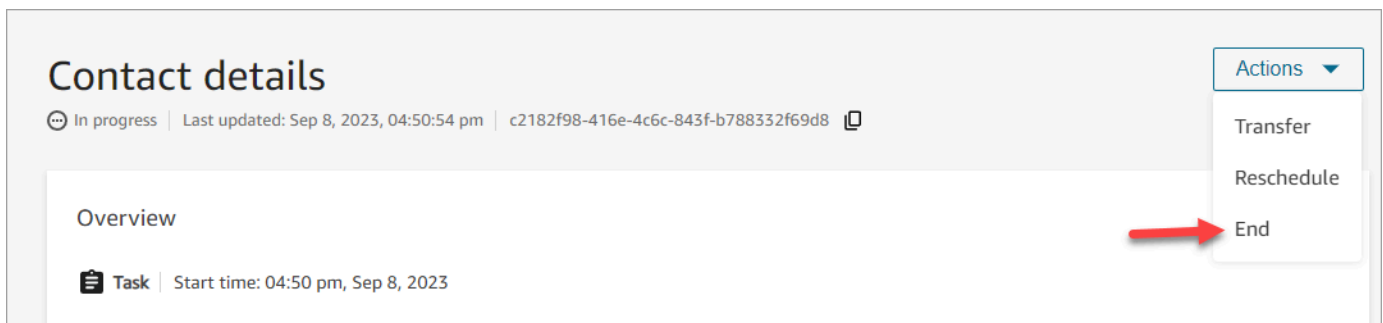 Contact details
Actions
In progress Last updated: Sep 8, 2023, 04:50:54 pm c2182f98-416e-4c6c-843f-b788332f69d8
Transfer
Reschedule
End
Overview
Task Start time: 04:50 pm, Sep 8, 2023